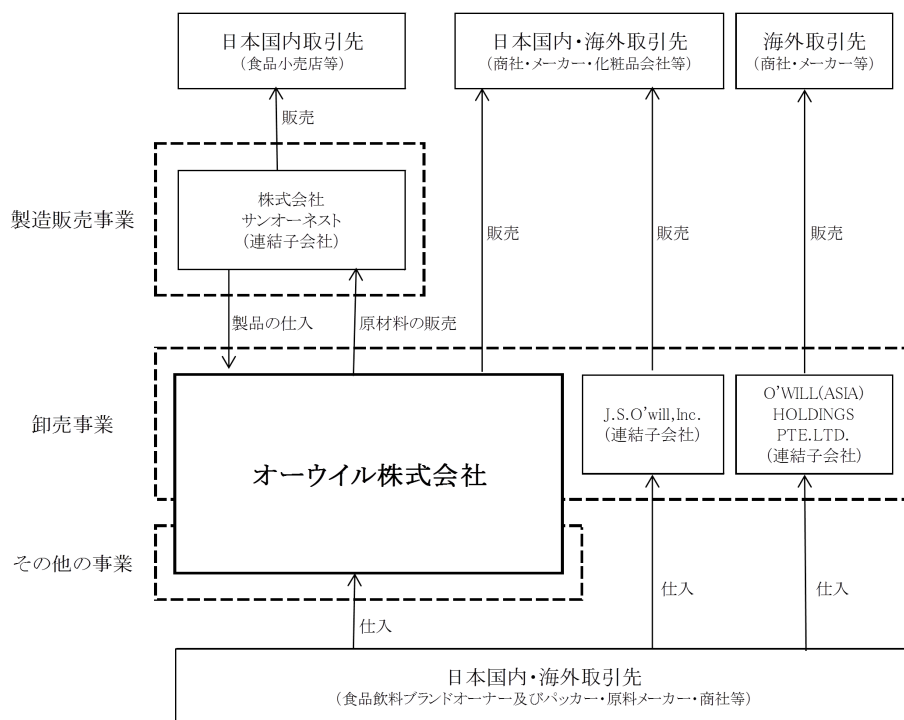 日本国内取引先
(食品小売店等)
日本国内・海外取引先
(商社・メーカー・化粧品会社等)
海外取引先
(商社・メーカー等)
販売
製造販売事業
株式会社
サンオーネスト
(連結子会社)
販売
販売
販売
製品の仕入
原材料の販売
卸売事業
オーウイル株式会社
J.S.O'will,Inc.
(連結子会社)
O'WILL(ASIA)
HOLDINGS
PTE.LTD.
(連結子会社)
その他の事業
仕入
仕入
仕入
日本国内・海外取引先
(食品飲料ブランドオーナー及びパッカー・原料メーカー・商社等)